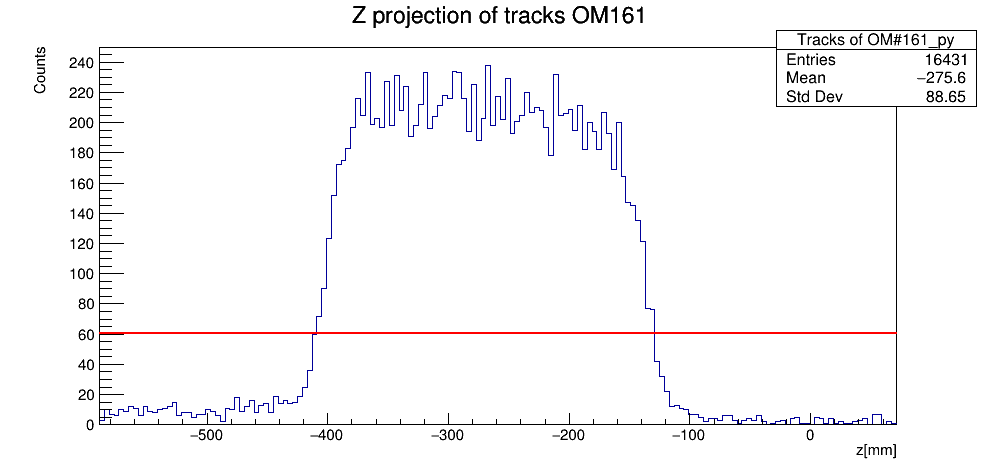 Z projection of tracks OM161
Tracks of OM#161_py
Entries 16431
Mean −275.6
Std Dev 88.65
Counts
240
220
200
180
160
140
120
100
80
60
40
20
0
−500 −400 −300 −200 −100 0
z[mm]